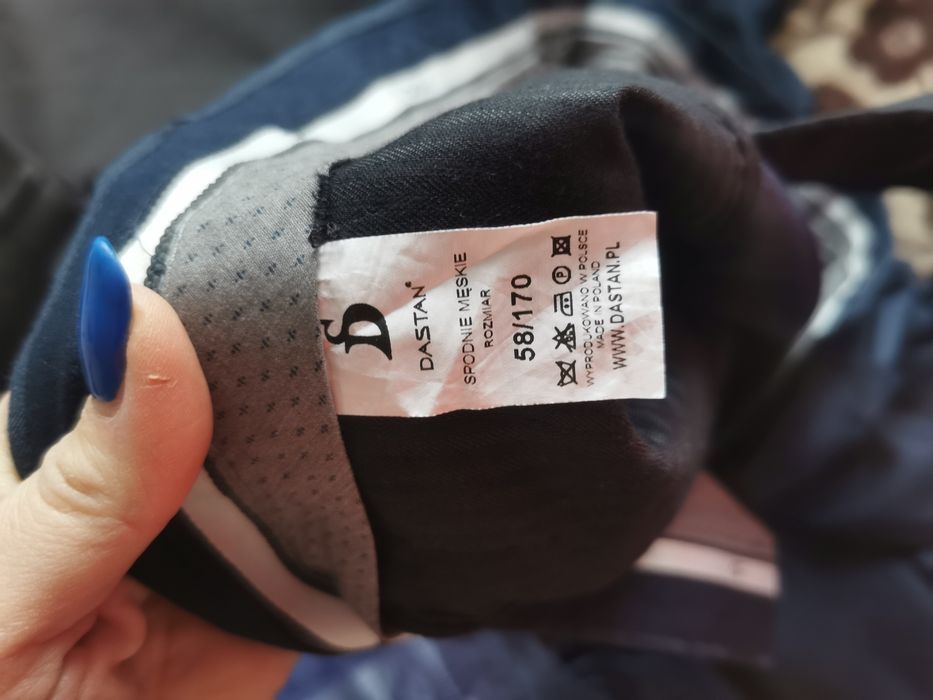 DASTAN®
SPODNIE MĘSKIE
ROZMIAR
58/170
WYPRODUKOWANO W POLSCE
MADE IN POLAND
WWW.DASTAN.PL